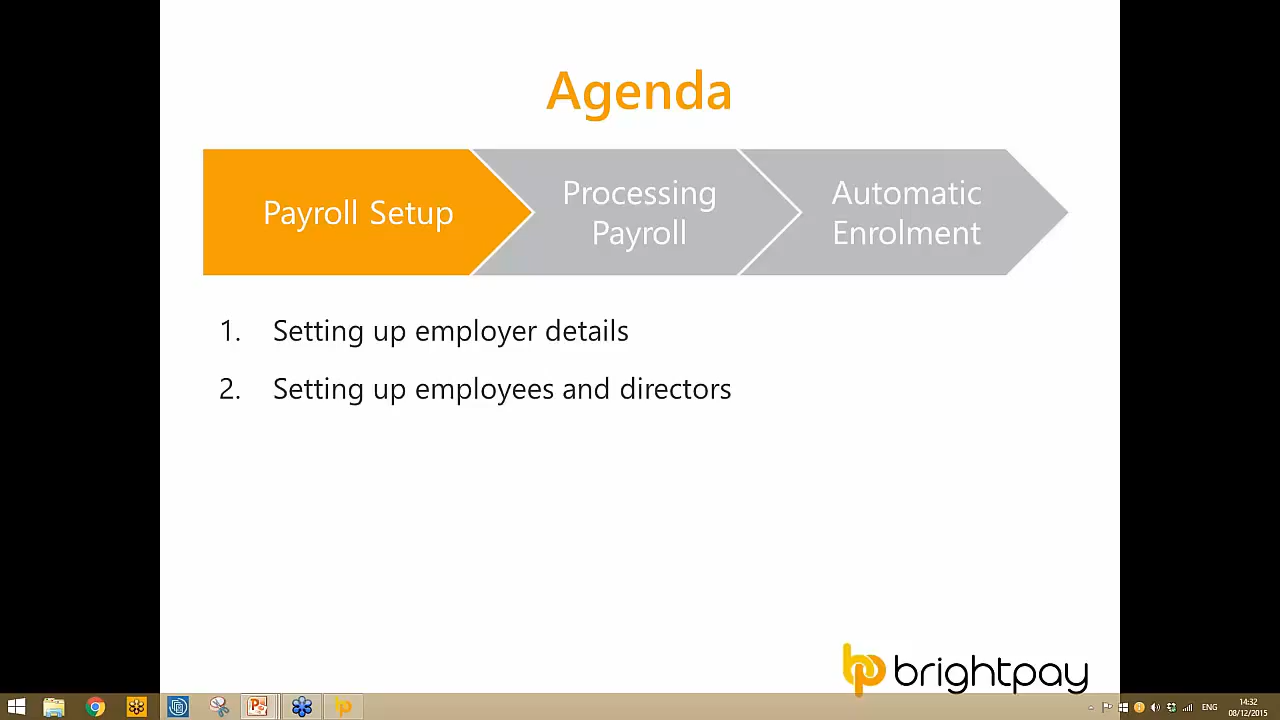 Agenda
Payroll Setup
Processing
Payroll
Automatic
Enrolment
1. Setting up employer details
2. Setting up employees and directors
brightpay
ENG
14:32
08/12/2015